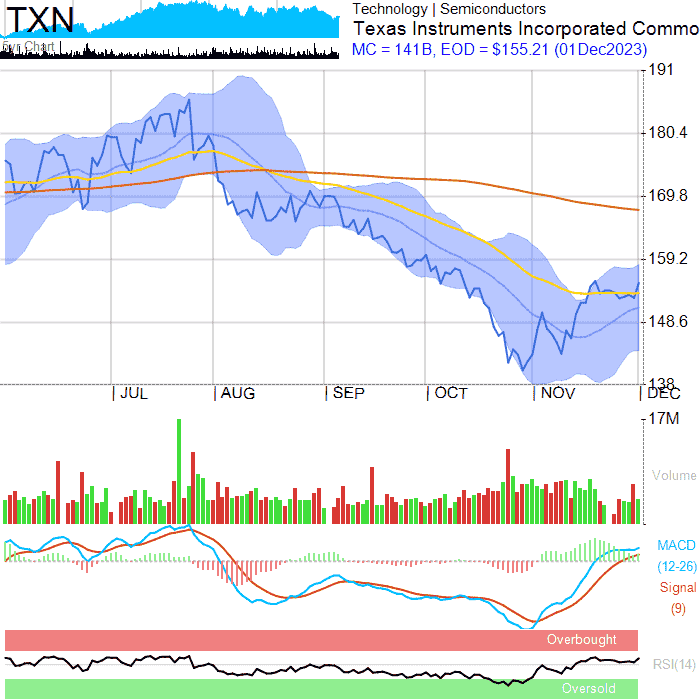 TXN
5yr Chart
Technology | Semiconductors
Texas Instruments Incorporated Commo
MC = 141B, EOD = $155.21 (01Dec2023)
191
180.4
169.8
159.2
148.6
138
JUL
AUG
SEP
OCT
NOV
DEC
17M
Volume
MACD
(12-26)
Signal
(9)
Overbought
RSI(14)
Oversold